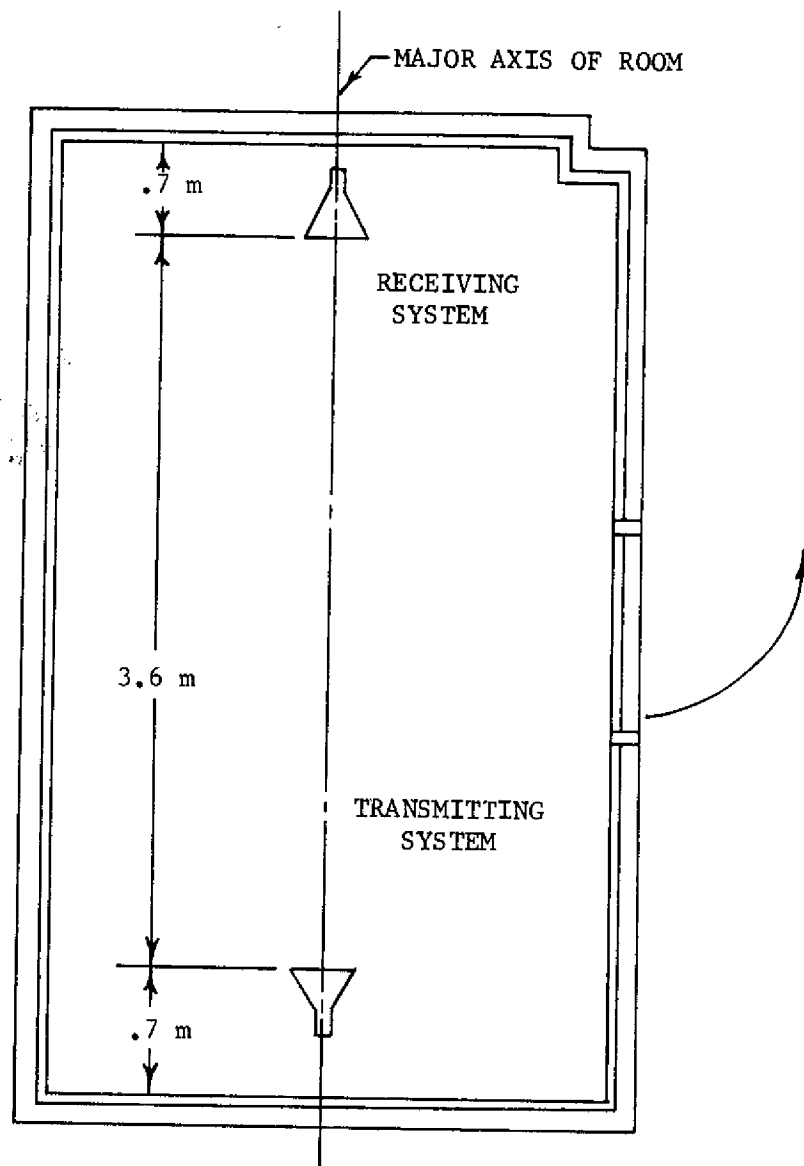 MAJOR AXIS OF ROOM
.7 m
RECEIVING
SYSTEM
3.6 m
TRANSMITTING
SYSTEM
.7 m